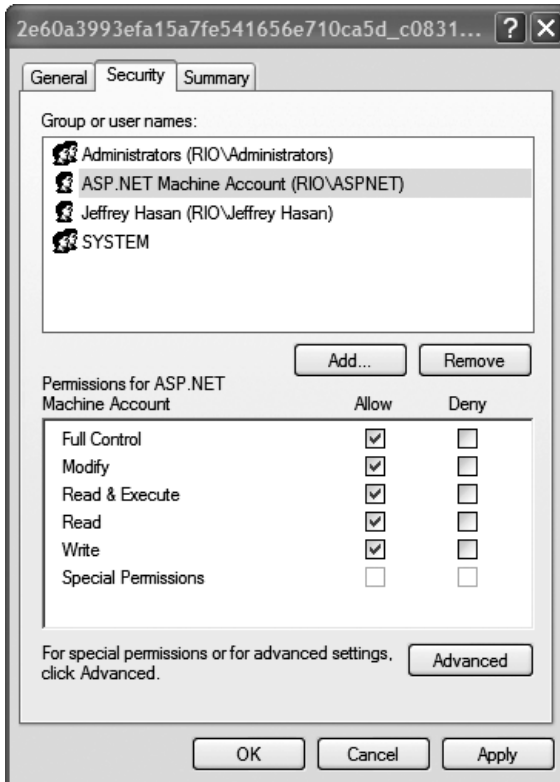 2e60a3993efa15a7fe541656e710ca5d_c0831... ? X
General Security Summary
Group or user names:
Administrators (RIO\Administrators)
ASP.NET Machine Account (RIO\ASPNET)
Jeffrey Hasan (RIO\Jeffrey Hasan)
SYSTEM
Add... Remove
Permissions for ASP.NET
Machine Account Allow Deny
Full Control
Modify
Read & Execute
Read
Write
Special Permissions
For special permissions or for advanced settings,
click Advanced. Advanced
OK Cancel Apply